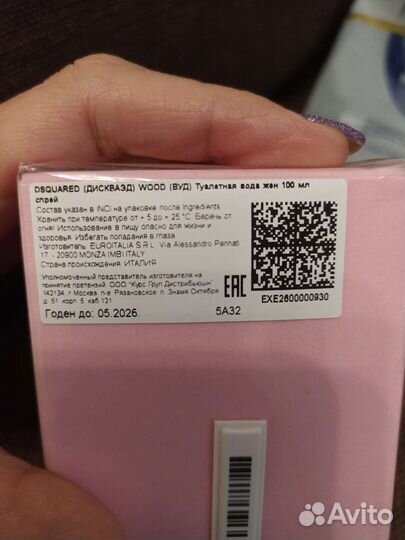 DSQUARED (ДИСКВАЭД) WOOD (ВУД) Туалетная вода жен 100 мл
спрей
Состав указан в INCI на упаковке после Ingredients.
Хранить при температуре от + 5 до + 25 °C. Беречь от
огня! Использование в пищу опасно для жизни и
здоровья. Избегать попадания в глаза.
Изготовитель: EUROITALIA S.R.L. Via Alessandro Pennati
17 - 20900 MONZA (MB) ITALY
Страна происхождения: ИТАЛИЯ
Уполномоченный представитель изготовителя на
принятие претензий: ООО "Курс Груп Дистрибьюшн"
142134, г. Москва, п-е. Рязановское, п. Знамя Октября
д. 51, корп. 5, каб.121
Годен до: 05.2026.
5A32
EAC
EXE2600000930
Avito